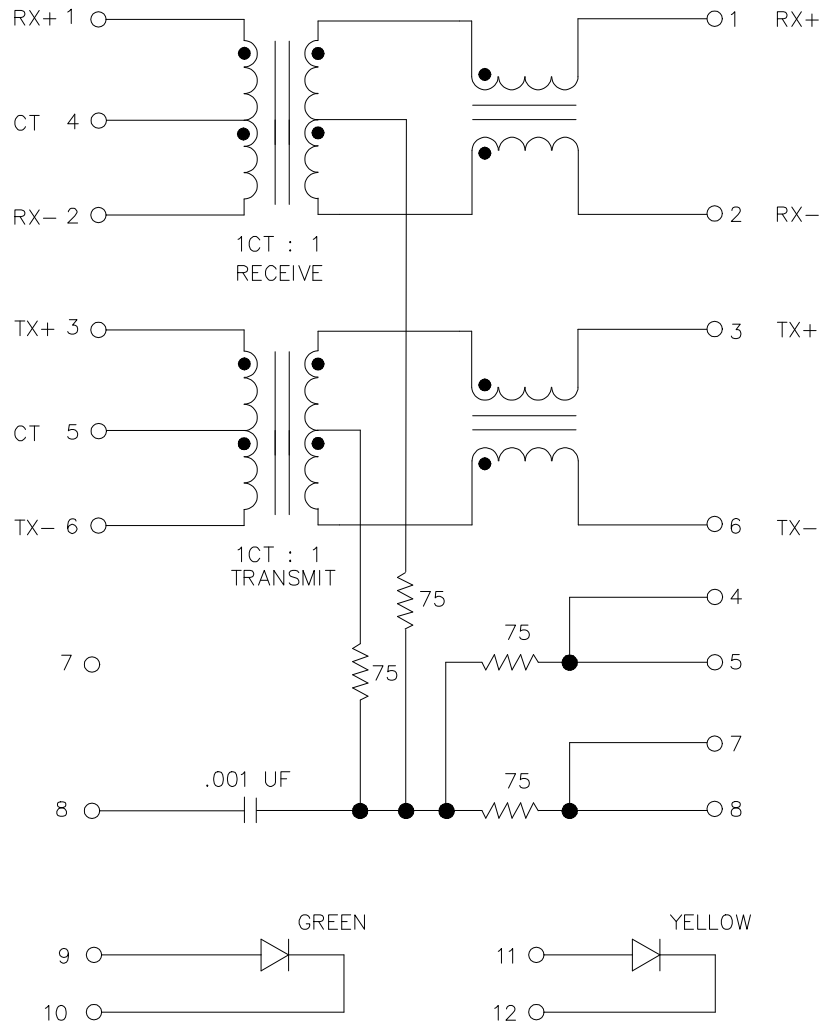 RX+ 1
1 RX+
CT 4
RX- 2
2 RX-
1CT : 1
RECEIVE
TX+ 3
3 TX+
CT 5
TX- 6
6 TX-
1CT : 1
TRANSMIT
75
4
75
5
7
75
7
.001 UF
75
8
8
GREEN
YELLOW
9
11
10
12